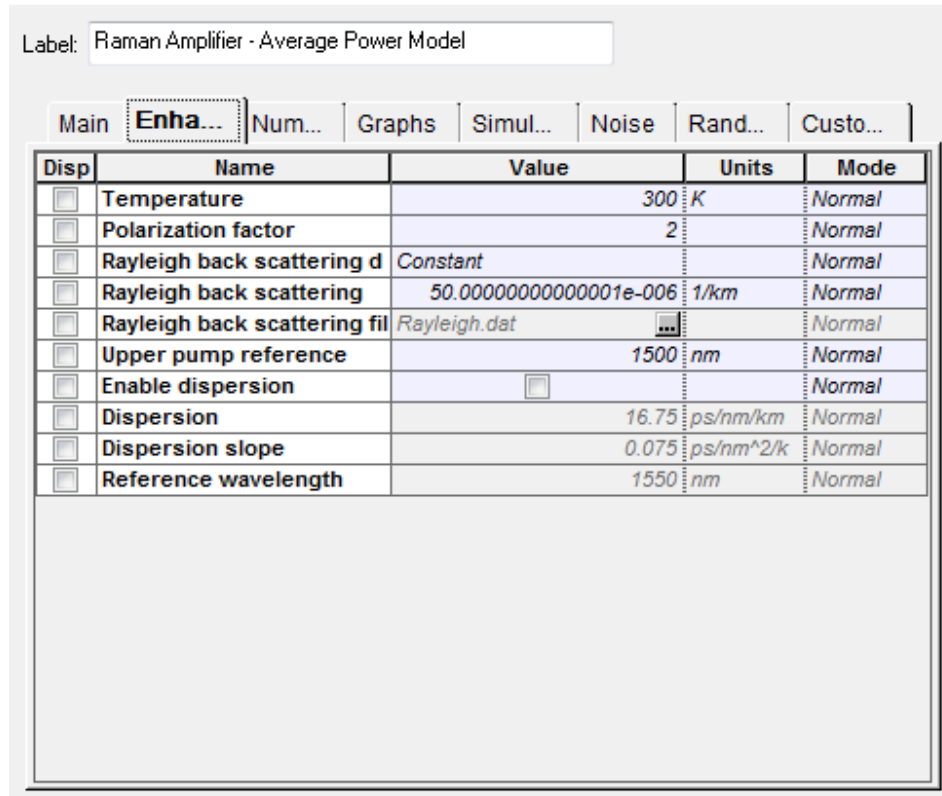 Label: Raman Amplifier - Average Power Model
Main Enha... Num... Graphs Simul... Noise Rand... Custo...
Disp Name Value Units Mode
Temperature 300 K Normal
Polarization factor 2 Normal
Rayleigh back scattering d Constant Normal
Rayleigh back scattering 50.00000000000001e-006 1/km Normal
Rayleigh back scattering fil Rayleigh.dat ... Normal
Upper pump reference 1500 nm Normal
Enable dispersion Normal
Dispersion 16.75 ps/nm/km Normal
Dispersion slope 0.075 ps/nm^2/k Normal
Reference wavelength 1550 nm Normal